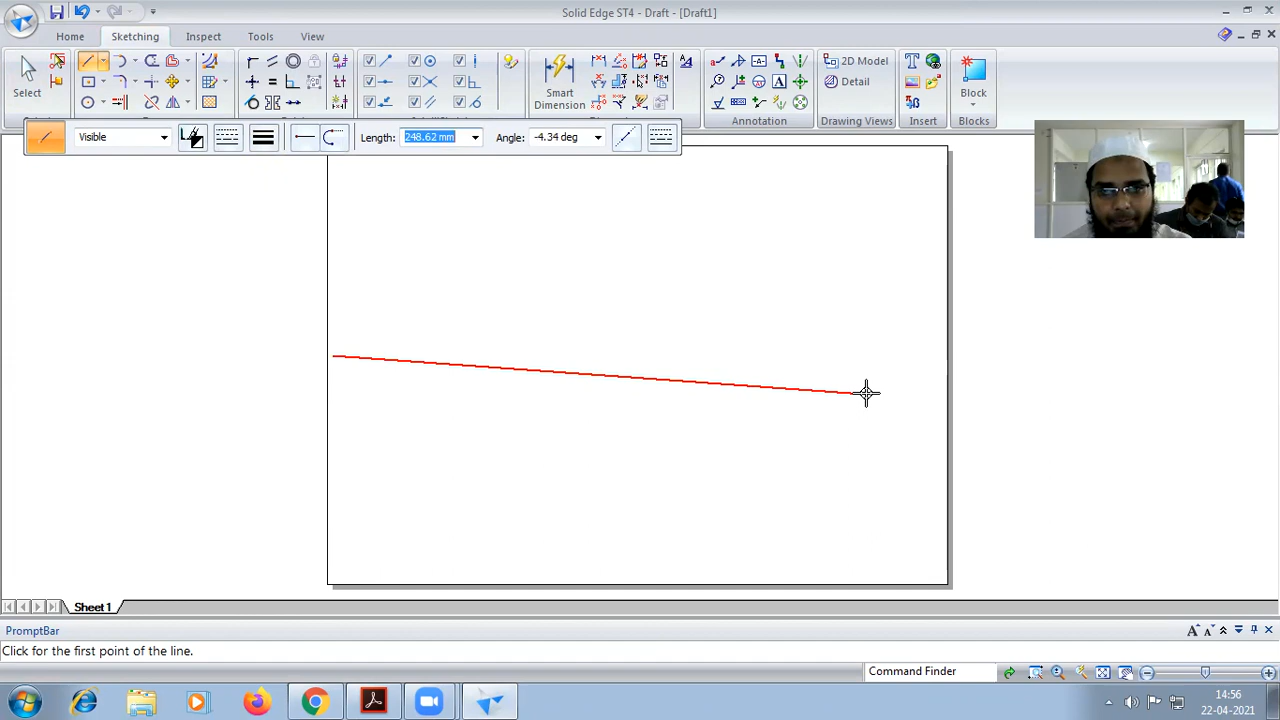 Solid Edge ST4 - Draft - [Draft1]
Home Sketching Inspect Tools View
Select
Smart Dimension
A
Annotation
2D Model
Detail
Drawing Views
Insert
Block
Blocks
Visible
Length: 248.62 mm
Angle: -4.34 deg
Sheet1
PromptBar
Click for the first point of the line.
Command Finder
14:56
22-04-2021